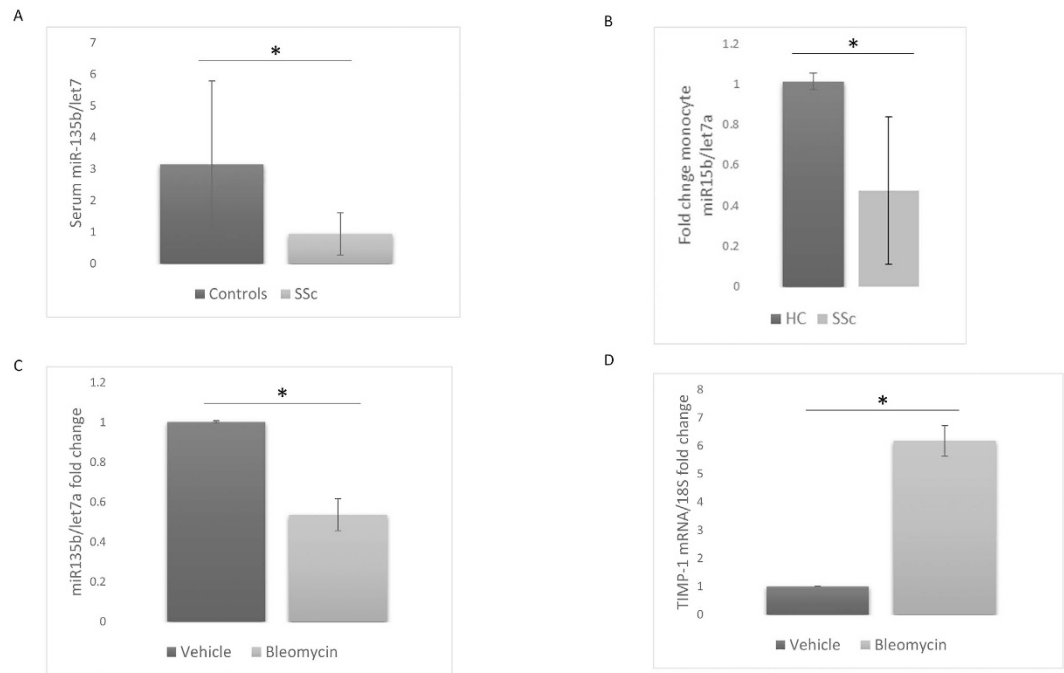 A
Serum miR-135b/let7
7
6
5
4
3
2
1
0
*
Controls SSc
B
Fold chnge monocyte
miR15b/let7a
1.2
1
0.8
0.6
0.4
0.2
0
*
HC SSc
C
miR135b/let7a fold change
1.2
1
0.8
0.6
0.4
0.2
0
*
Vehicle Bleomycin
D
TIMP-1 mRNA/18S fold change
8
7
6
5
4
3
2
1
0
*
Vehicle Bleomycin